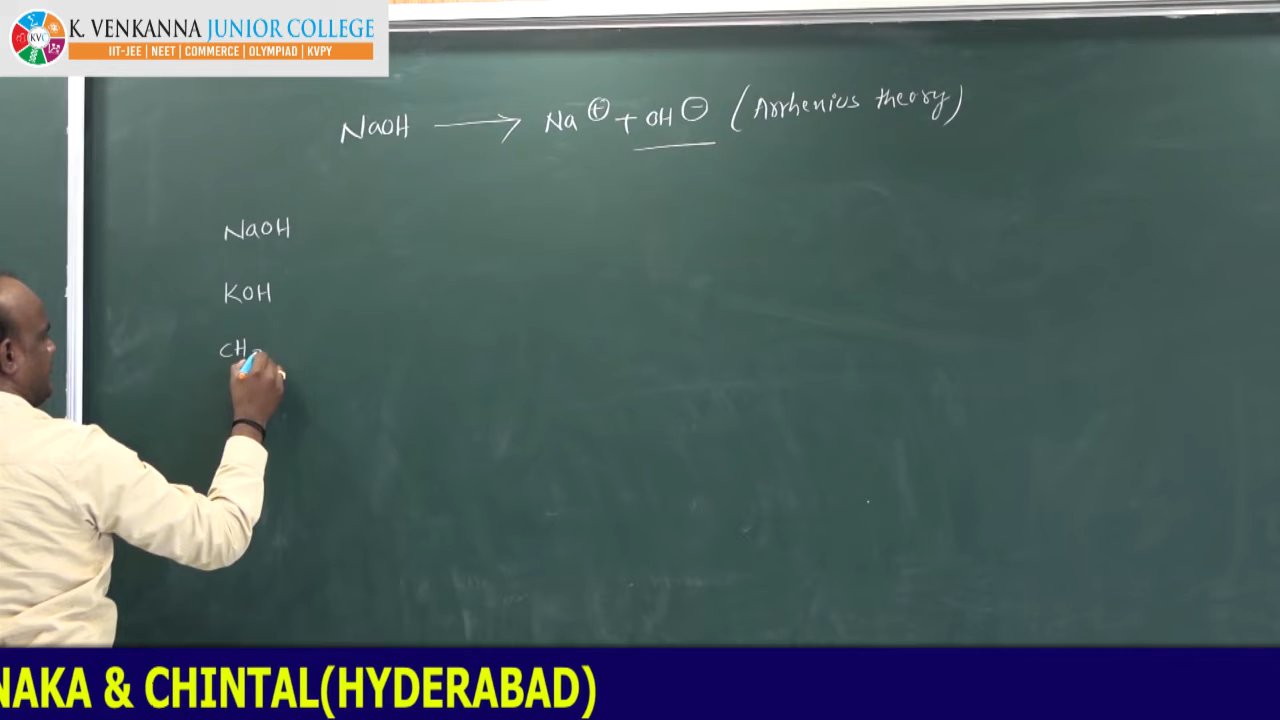 KVC K. VENKANNA JUNIOR COLLEGE
IIT-JEE | NEET | COMMERCE | OLYMPIAD | KVPY
NaOH ⟶ Na⊕ + OH⊖ (Arrhenius theory)
NaOH
KOH
CH
NAKA & CHINTAL(HYDERABAD)